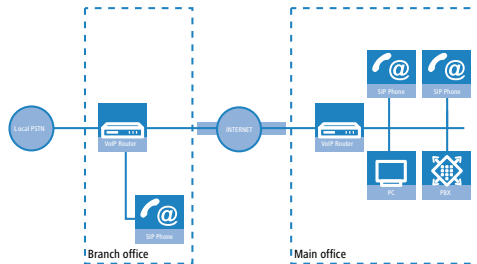 SIP Phone
SIP Phone
Local PSTN
VoIP Router
INTERNET
VoIP Router
PC
PBX
SIP Phone
Branch office
Main office